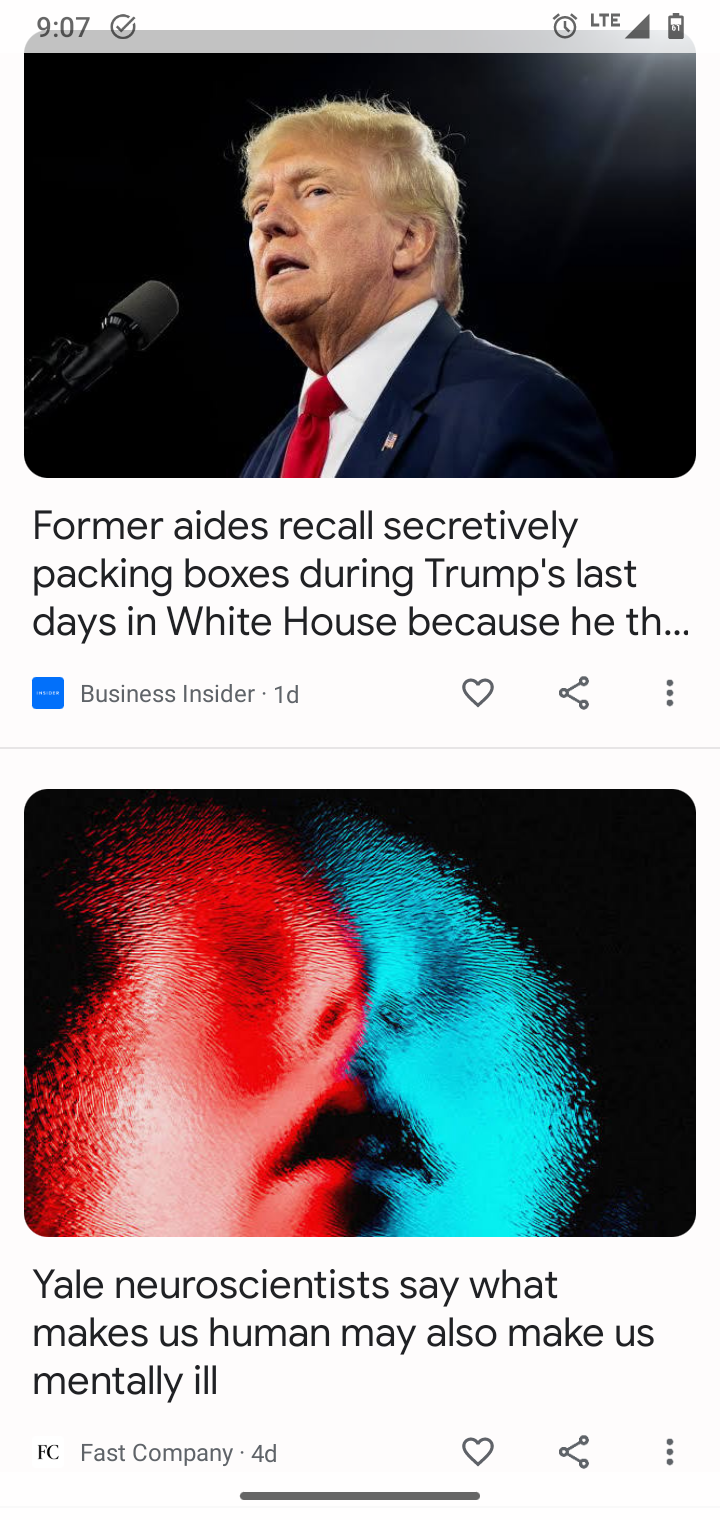 9:07
LTE
61
Former aides recall secretively
packing boxes during Trump's last
days in White House because he th...
INSIDER
Business Insider · 1d
Yale neuroscientists say what
makes us human may also make us
mentally ill
FC
Fast Company · 4d